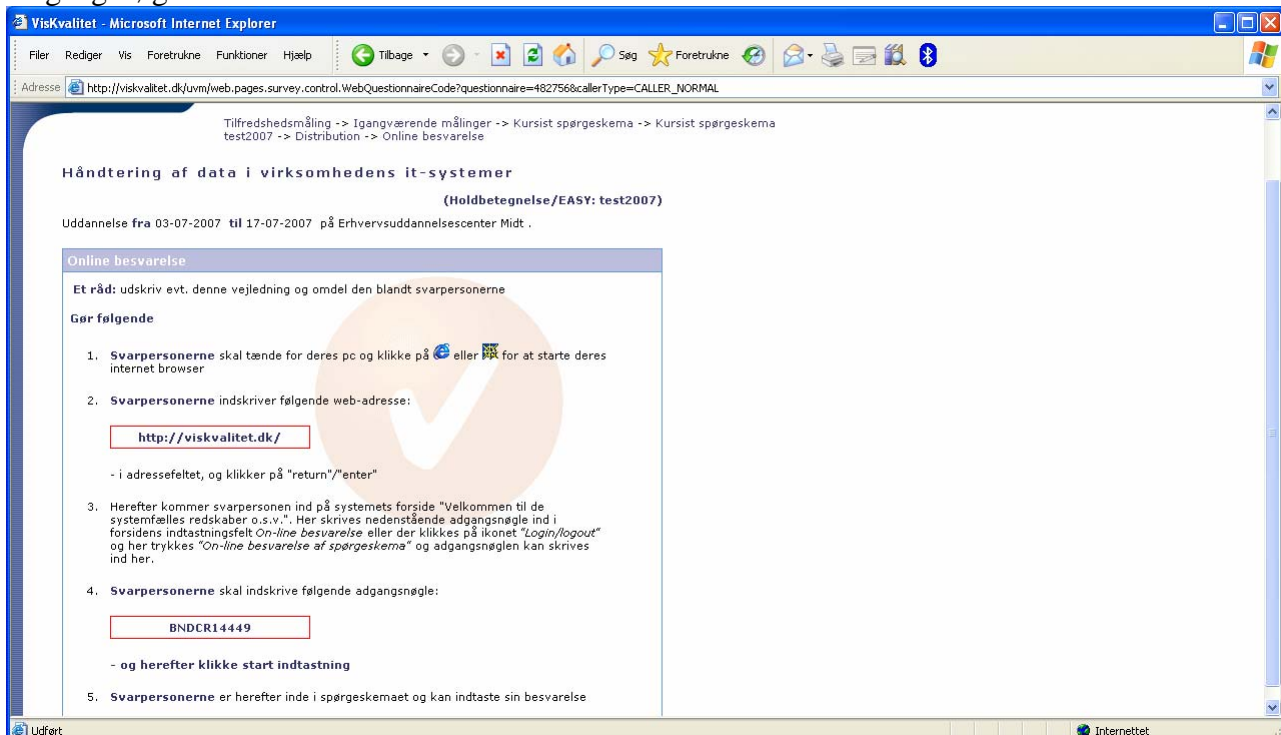 VisKvalitet - Microsoft Internet Explorer
Filer Rediger Vis Foretrukne Funktioner Hjælp Tilbage Søg Foretrukne
Adresse http://viskvalitet.dk/uvm/web.pages.survey.control.WebQuestionnaireCode?questionnaire=482756&callerType=CALLER_NORMAL
Tilfredshedsmåling -> Igangværende målinger -> Kursist spørgeskema -> Kursist spørgeskema
test2007 -> Distribution -> Online besvarelse
Håndtering af data i virksomhedens it-systemer
(Holdbetegnelse/EASY: test2007)
Uddannelse fra 03-07-2007 til 17-07-2007 på Erhvervsuddannelsescenter Midt .
Online besvarelse
Et råd: udskriv evt. denne vejledning og omdel den blandt svarpersonerne
Gør følgende
1. Svarpersonerne skal tænde for deres pc og klikke på eller for at starte deres
internet browser
2. Svarpersonerne indskriver følgende web-adresse:
http://viskvalitet.dk/
- i adressefeltet, og klikker på "return"/"enter"
3. Herefter kommer svarpersonen ind på systemets forside "Velkommen til de
systemfælles redskaber o.s.v.". Her skrives nedenstående adgangsnøgle ind i
forsidens indtastningsfelt On-line besvarelse eller der klikkes på ikonet "Login/logout"
og her trykkes "On-line besvarelse af spørgeskema" og adgangsnøglen kan skrives
ind her.
4. Svarpersonerne skal indskrive følgende adgangsnøgle:
BNDCR14449
- og herefter klikke start indtastning
5. Svarpersonerne er herefter inde i spørgeskemaet og kan indtaste sin besvarelse
Udført Internettet